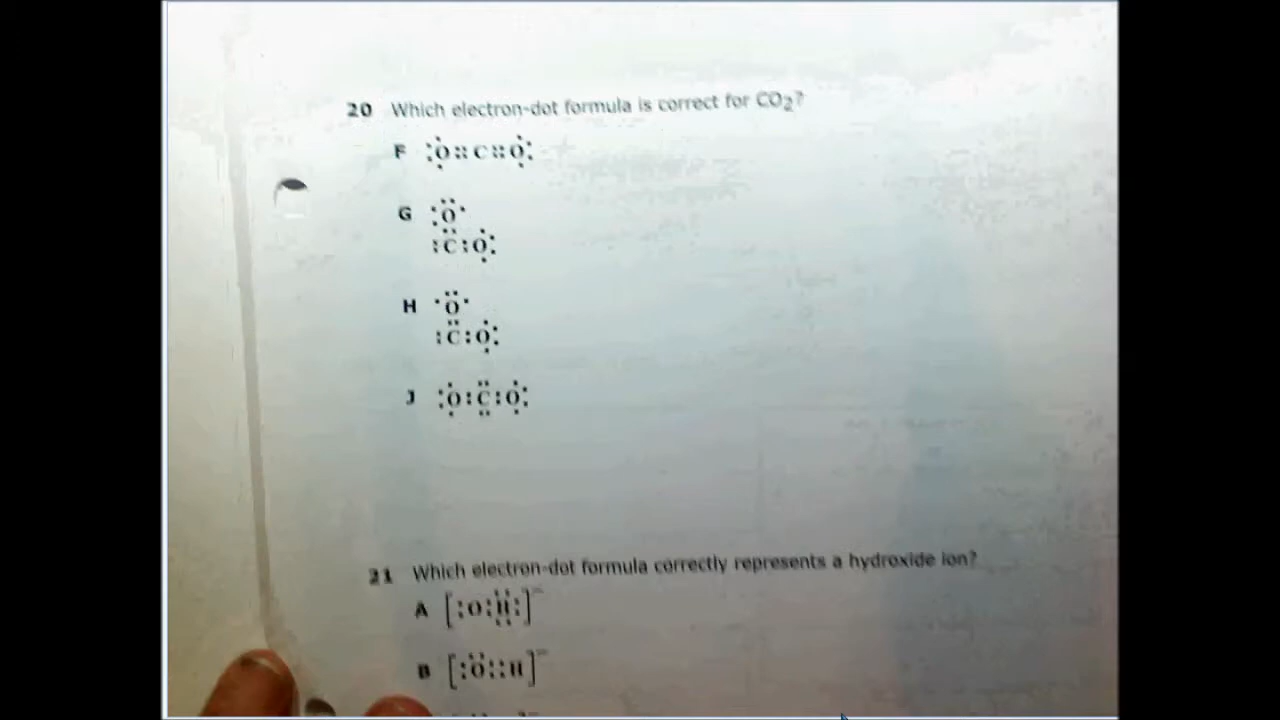 20 Which electron-dot formula is correct for CO₂?
F :O::C::O:
G :O·
:C:O:
H ·O·
:C:O:
J :O:C:O:
21 Which electron-dot formula correctly represents a hydroxide ion?
A [:O:H:]⁻
B [:O::H]⁻